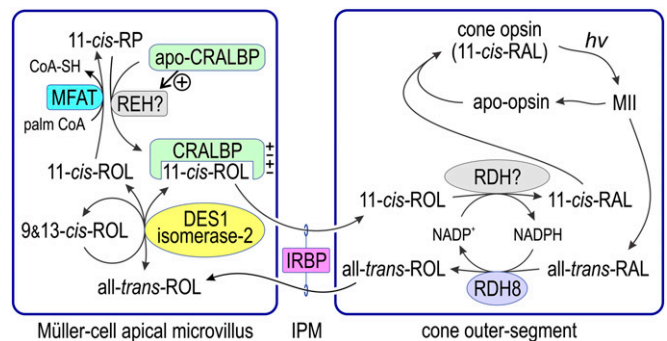 11-cis-RP
CoA-SH
apo-CRALBP
+
MFAT
REH?
palm CoA
CRALBP
11-cis-ROL
11-cis-ROL
±±±±
9&13-cis-ROL
DES1
isomerase-2
all-trans-ROL
IRBP
cone opsin
(11-cis-RAL)
hv
apo-opsin
MII
RDH?
11-cis-ROL
11-cis-RAL
NADP+
NADPH
all-trans-ROL
all-trans-RAL
RDH8
Müller-cell apical microvillus
IPM
cone outer-segment